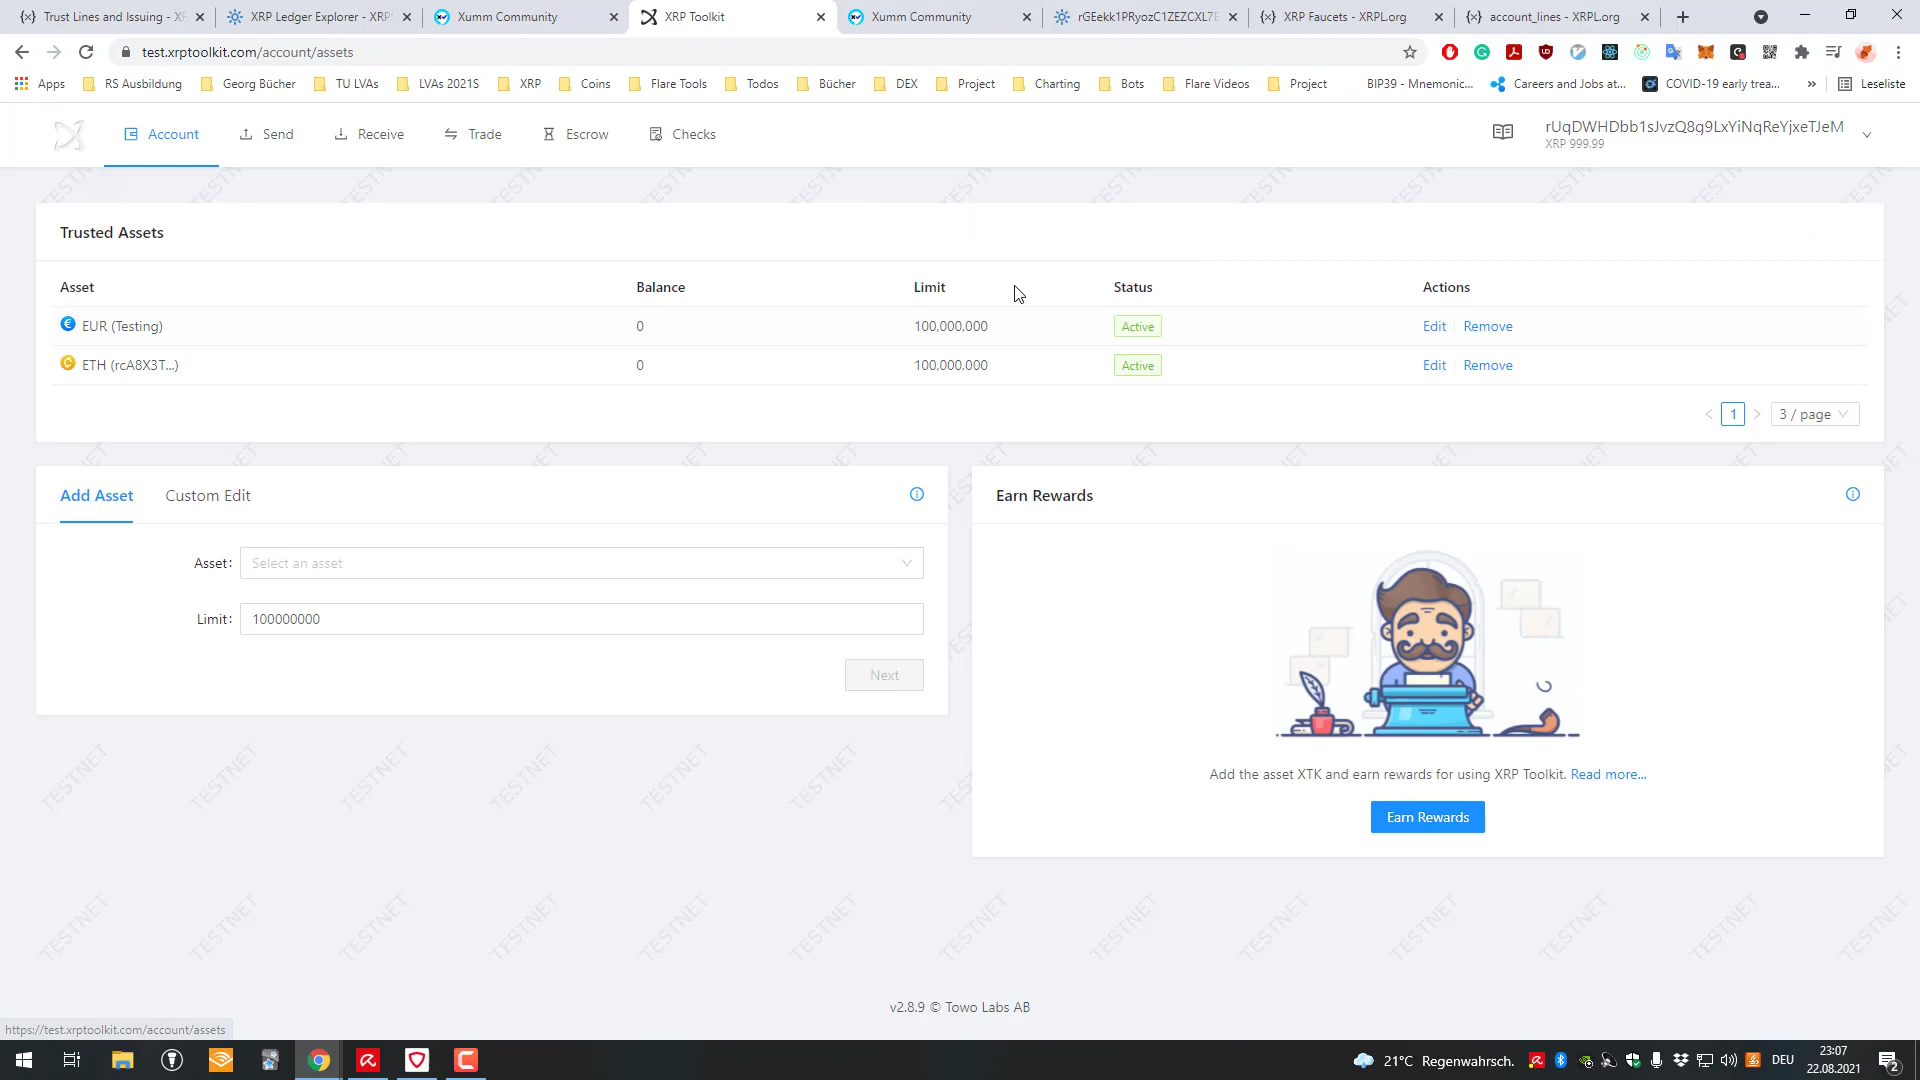 Trust Lines and Issuing - XF
XRP Ledger Explorer - XRPS
Xumm Community
XRP Toolkit
Xumm Community
rGEekk1PRyozC1ZEZCXL7E
XRP Faucets - XRPL.org
account_lines - XRPL.org
test.xrptoolkit.com/account/assets
Apps
RS Ausbildung
Georg Bücher
TU LVAs
LVAs 2021S
XRP
Coins
Flare Tools
Todos
Bücher
DEX
Project
Charting
Bots
Flare Videos
Project
BIP39 - Mnemonic...
Careers and Jobs at...
COVID-19 early trea...
»
Leseliste
Account
Send
Receive
Trade
Escrow
Checks
rUqDWHDbb1sJvzQ8g9LxYiNqReYjxeTJeM
XRP 999.99
Trusted Assets
Asset Balance Limit Status Actions
EUR (Testing) 0 100,000,000 Active Edit Remove
ETH (rcA8X3T...) 0 100,000,000 Active Edit Remove
< 1 > 3 / page
Add Asset Custom Edit
Asset: Select an asset
Limit: 100000000
Next
Earn Rewards
Add the asset XTK and earn rewards for using XRP Toolkit. Read more...
Earn Rewards
TESTNET
v2.8.9 © Towo Labs AB
https://test.xrptoolkit.com/account/assets
21°C Regenwahrsch.
DEU
23:07
22.08.2021
2